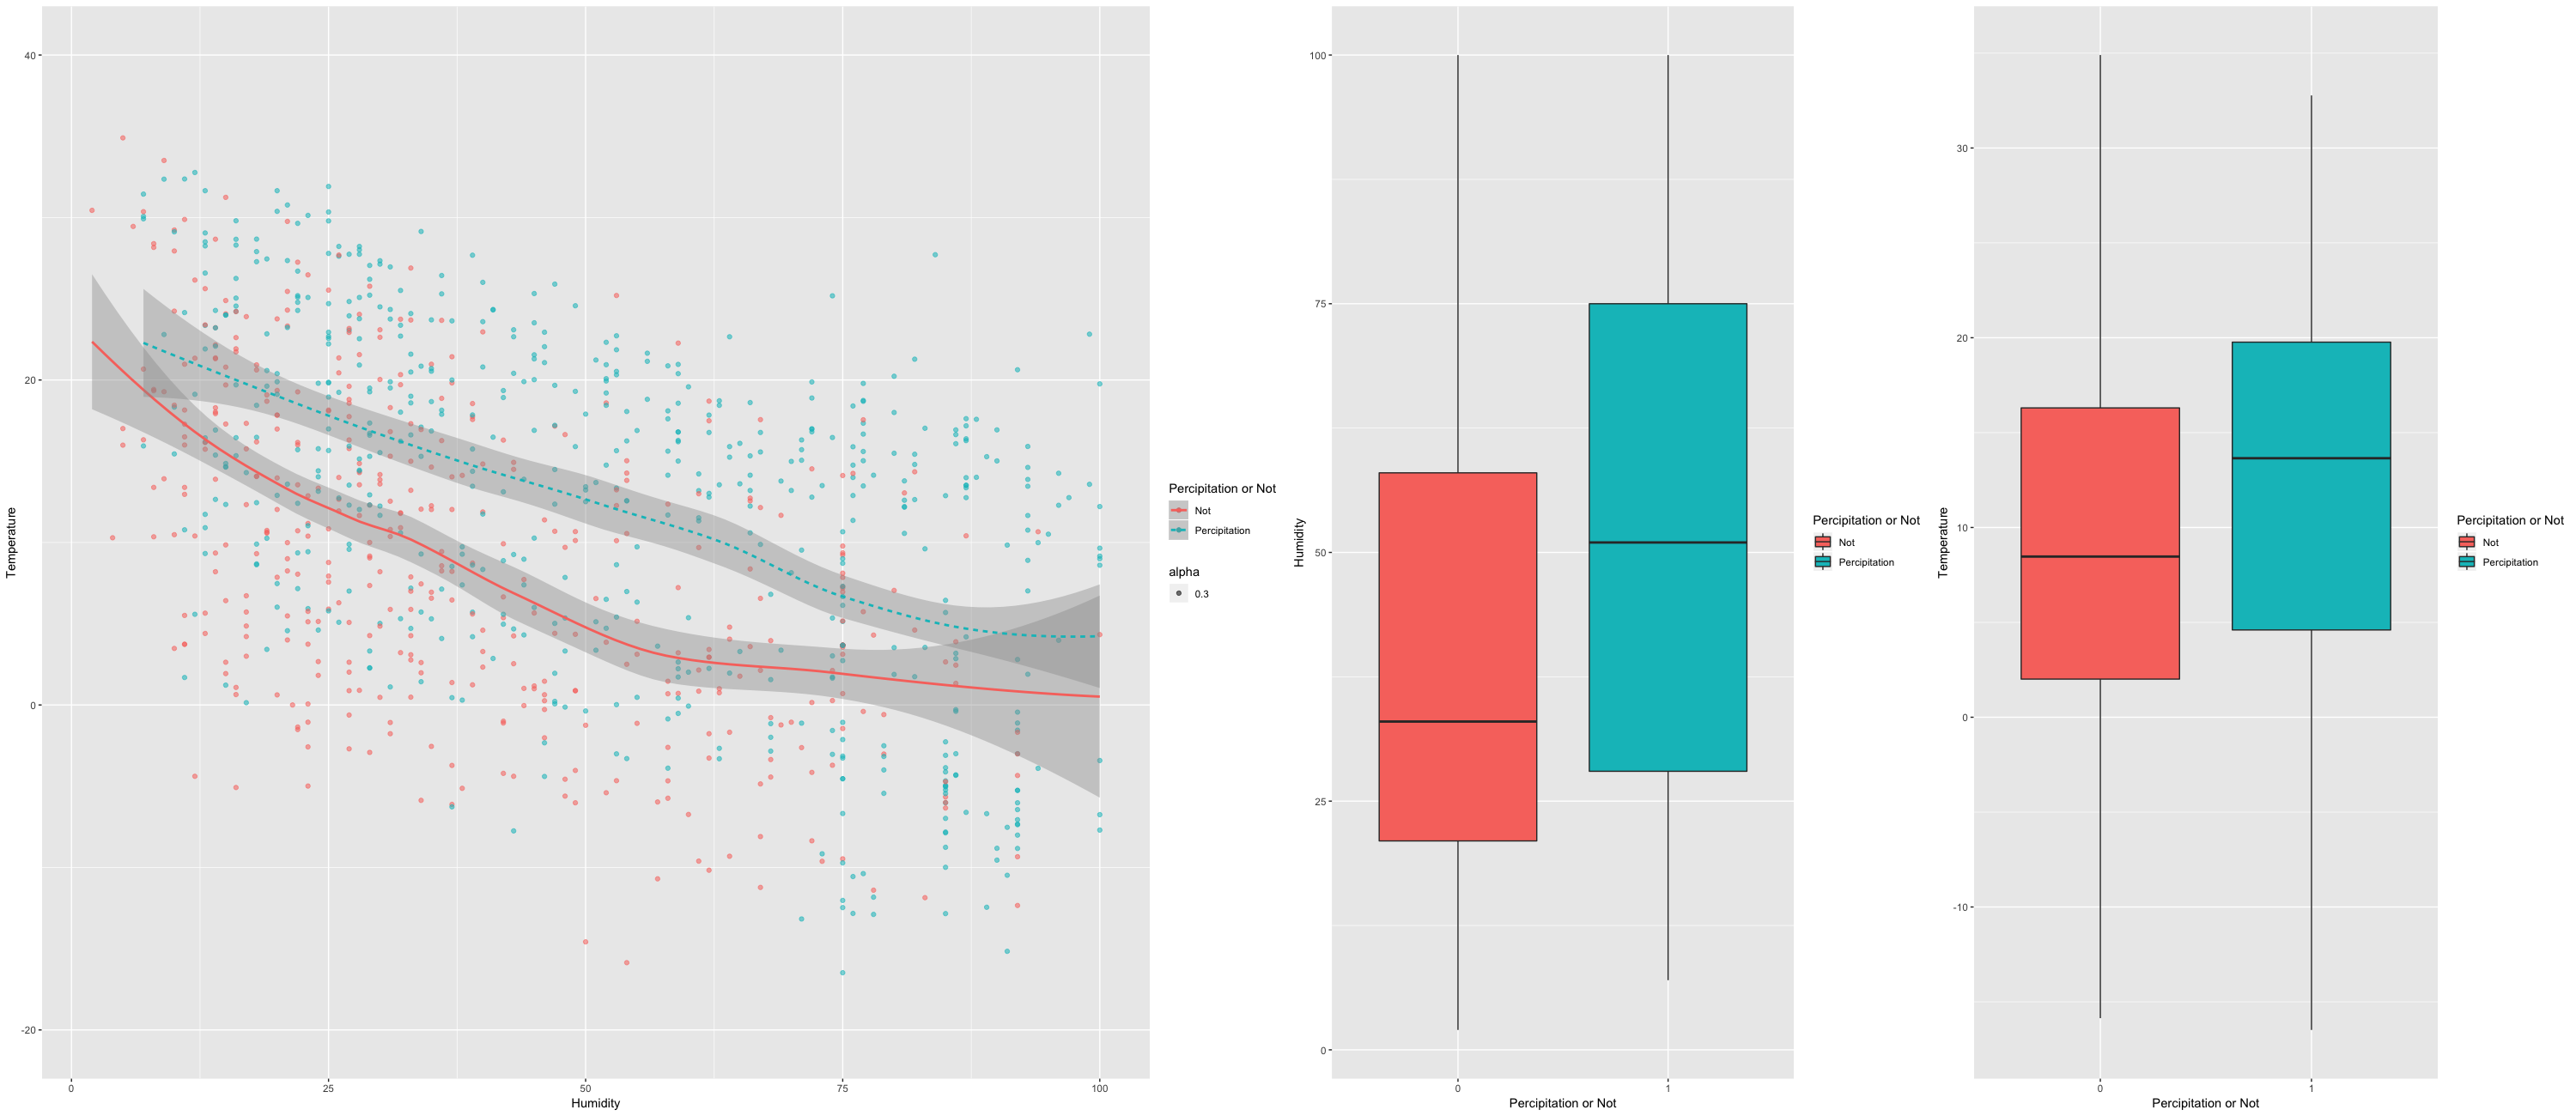 40
20
0
-20
Temperature
0
25
50
75
100
Humidity
Percipitation or Not
Not
Percipitation
alpha
0.3
100
75
50
25
0
Humidity
0
1
Percipitation or Not
Percipitation or Not
Not
Percipitation
30
20
10
0
-10
Temperature
0
1
Percipitation or Not
Percipitation or Not
Not
Percipitation